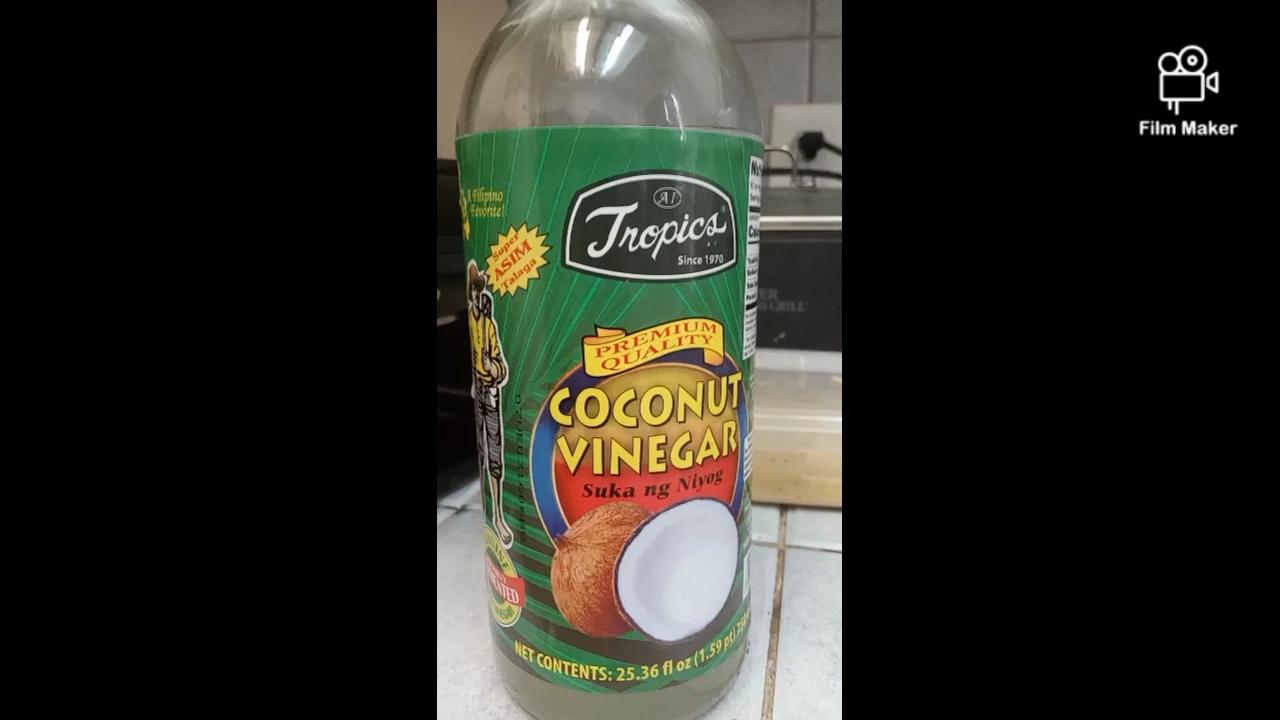 Film Maker
A Filipino
Favorite!
Super
ASIM
Talaga
A1
Tropics
Since 1970
PREMIUM
QUALITY
COCONUT
VINEGAR
Suka ng Niyog
NET CONTENTS: 25.36 fl oz (1.59 pt)